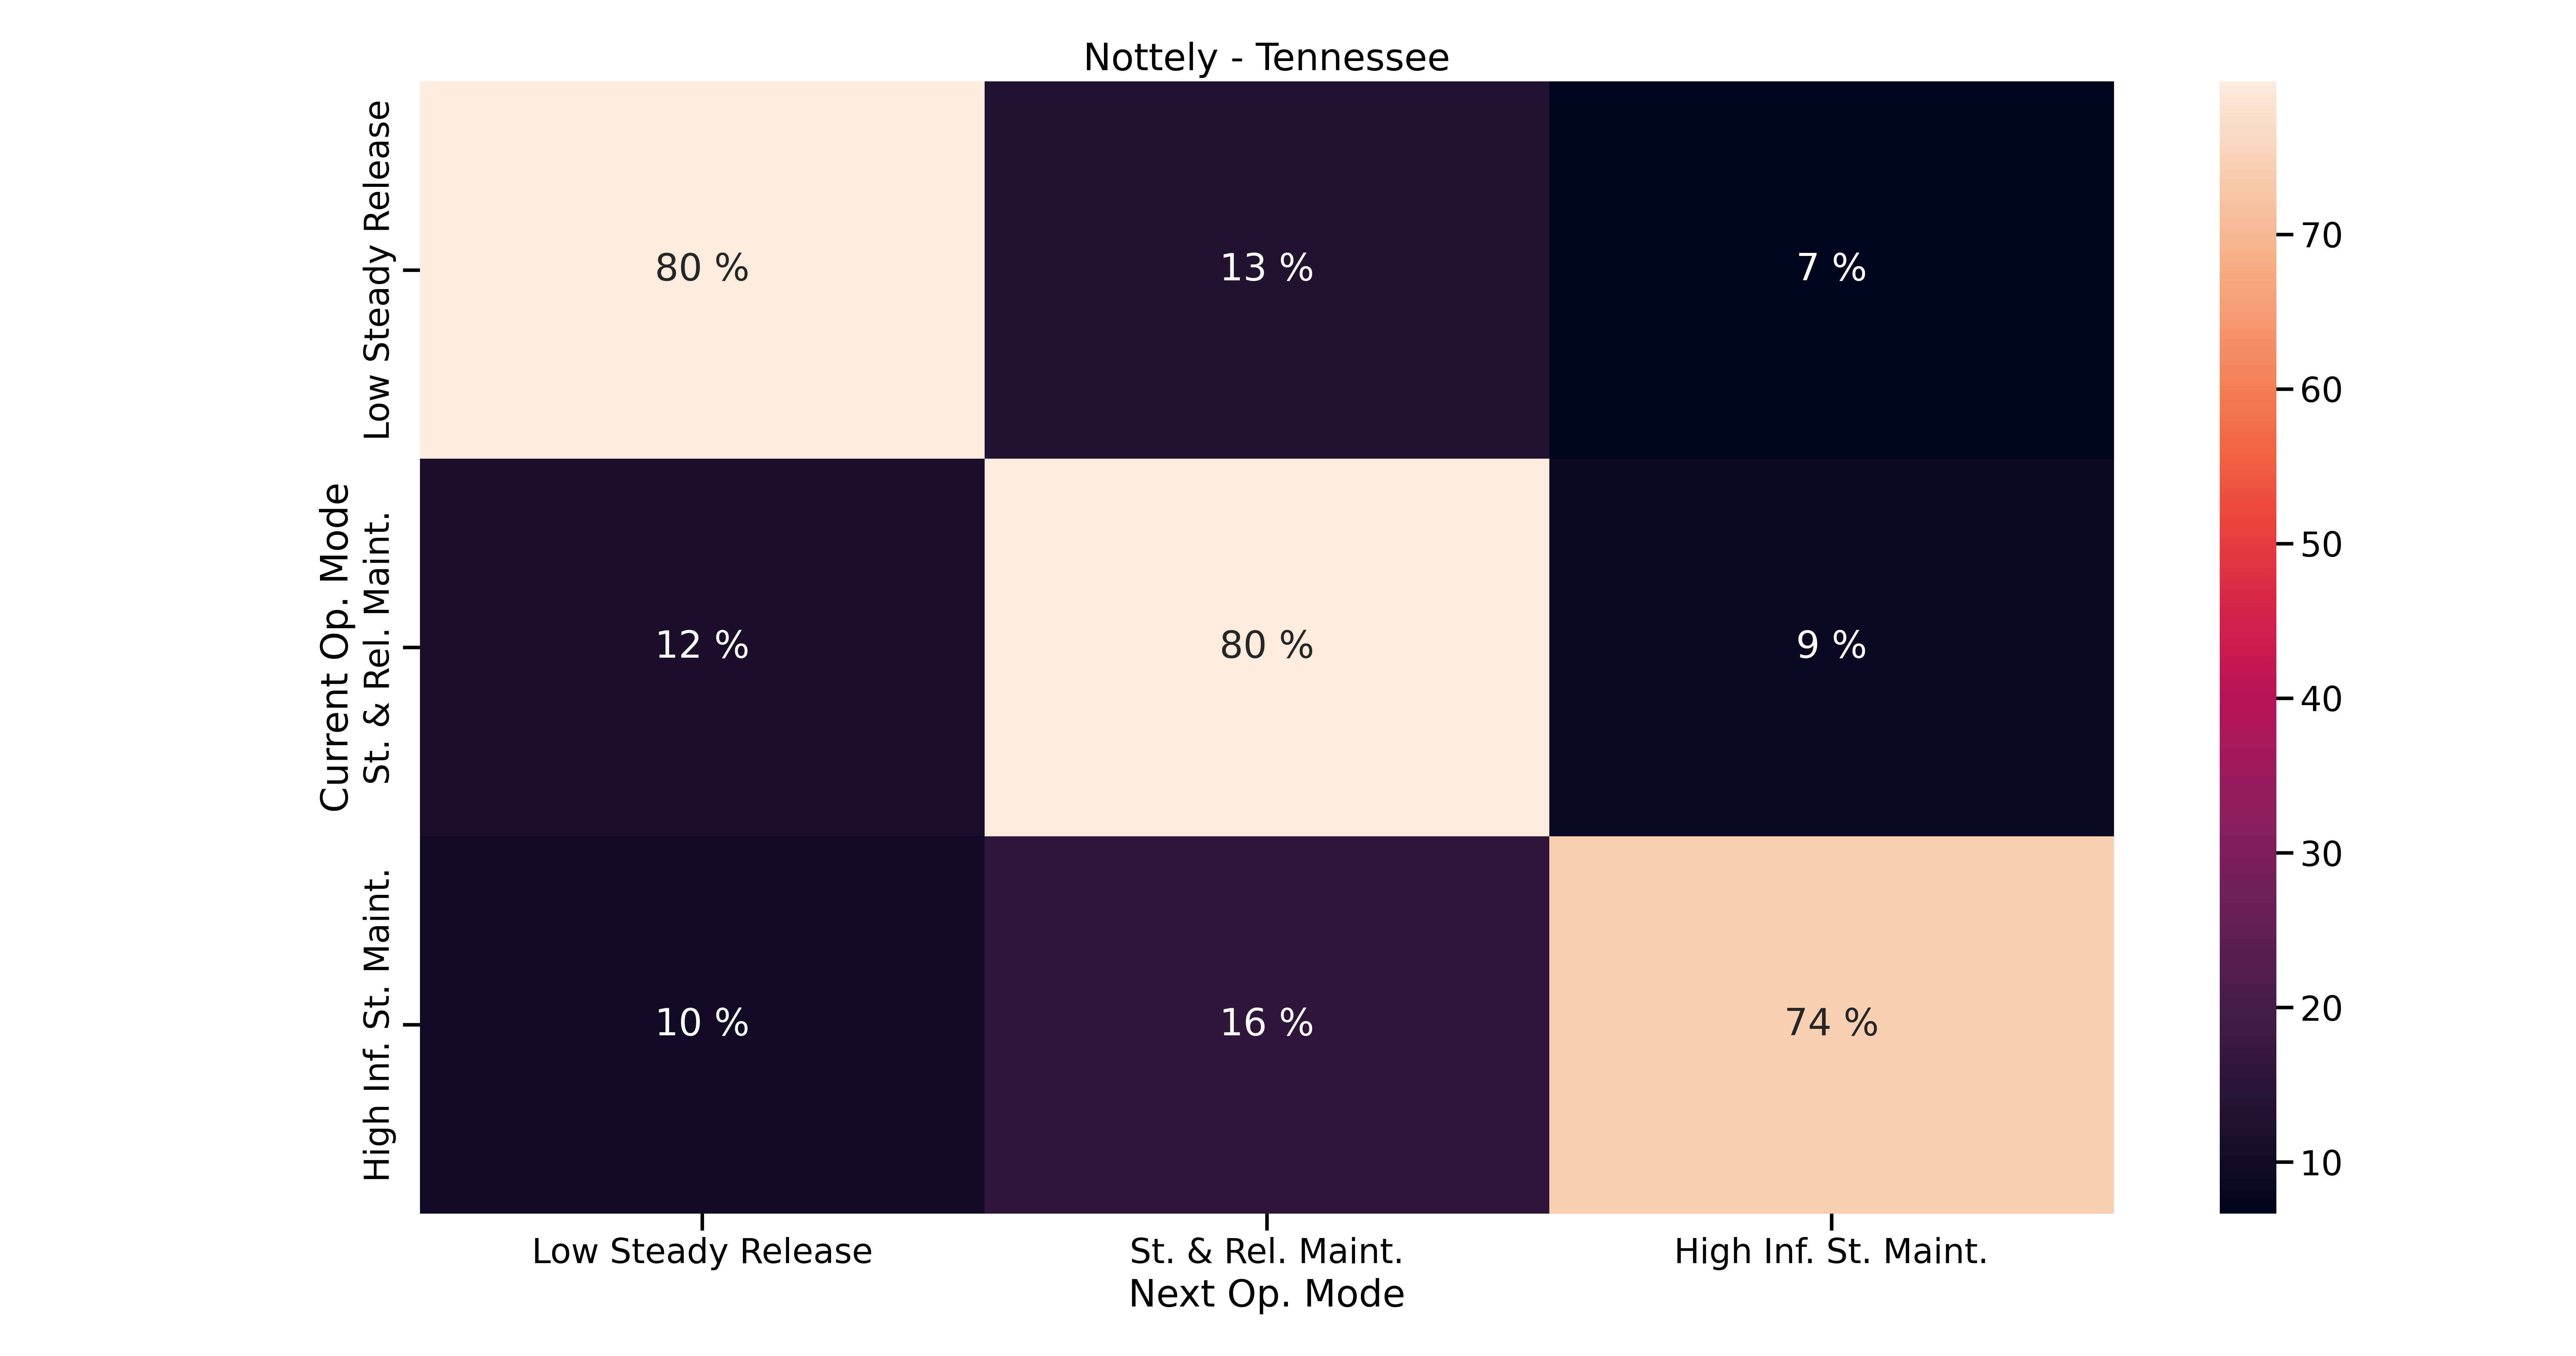 Nottely - Tennessee
Current Op. Mode
Low Steady Release
St. & Rel. Maint.
High Inf. St. Maint.
80 %
13 %
7 %
12 %
80 %
9 %
10 %
16 %
74 %
Low Steady Release
St. & Rel. Maint.
High Inf. St. Maint.
Next Op. Mode
70
60
50
40
30
20
10